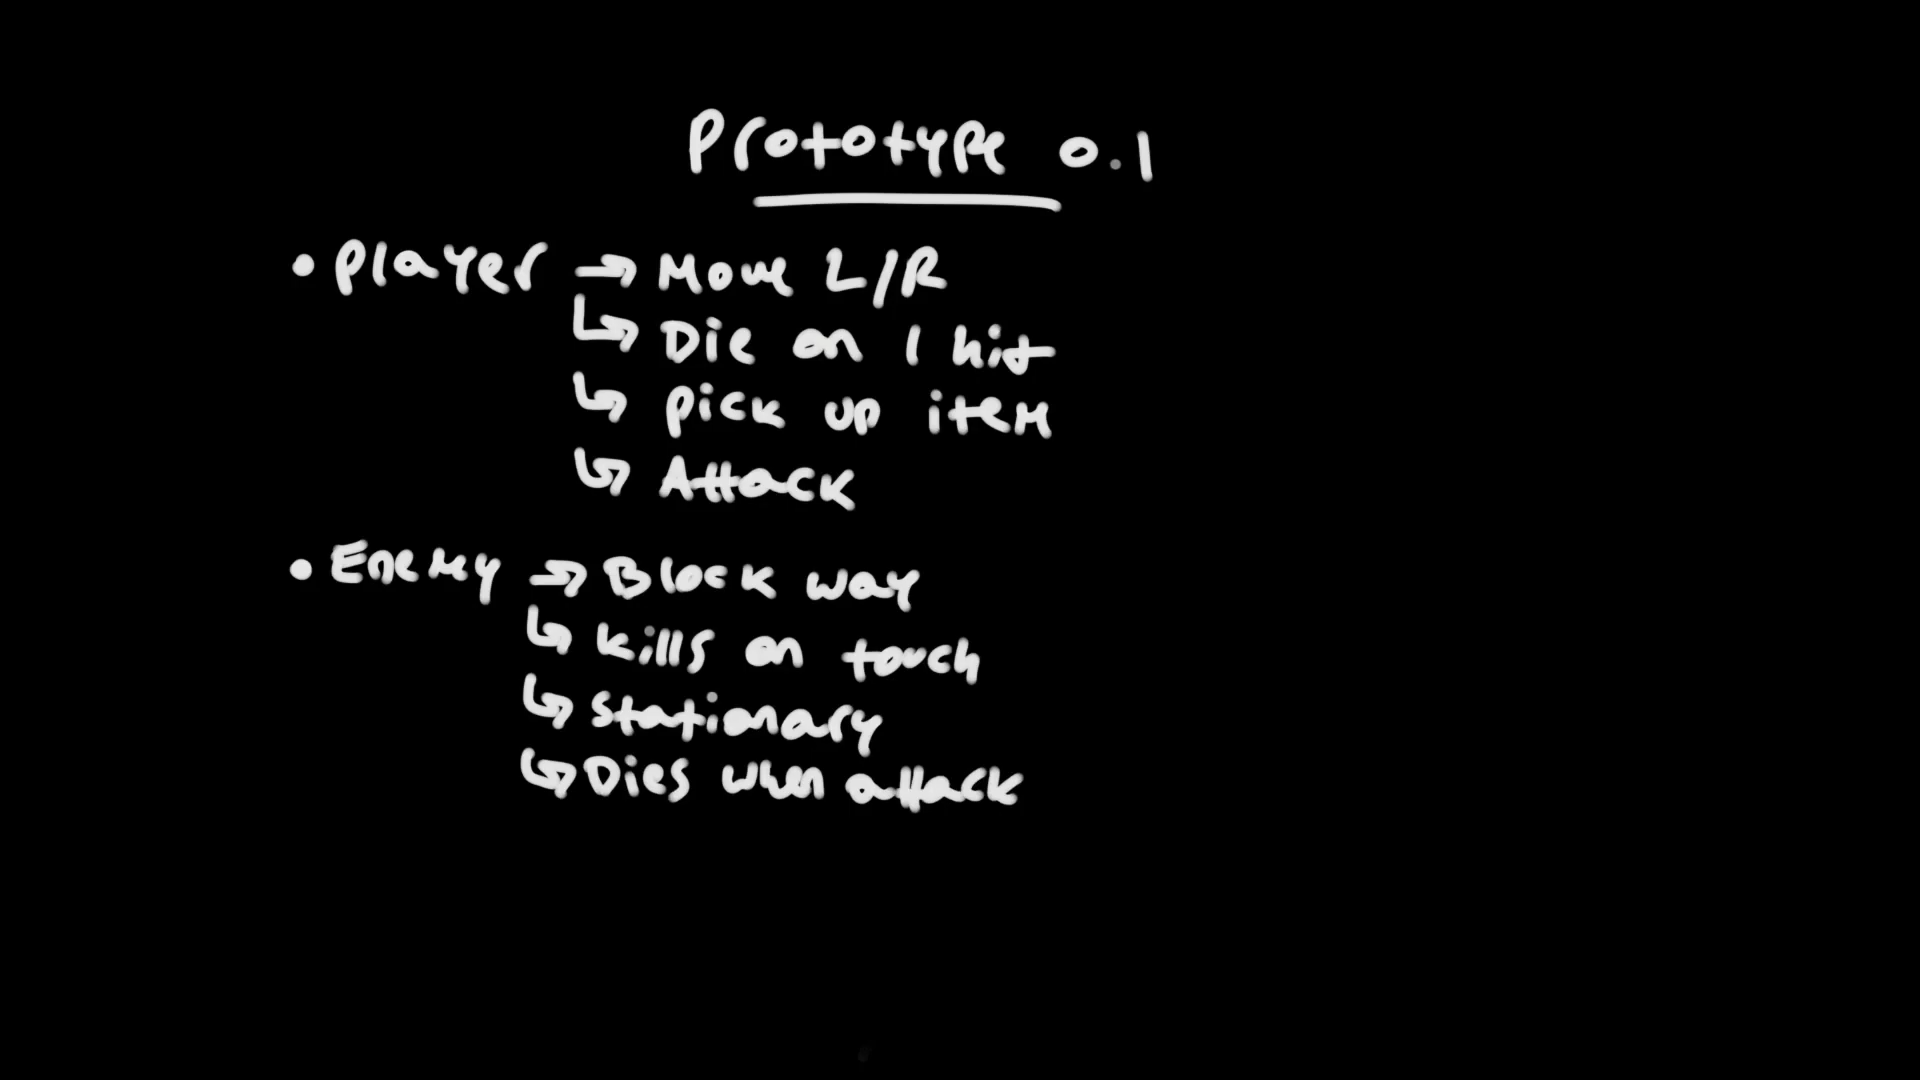 Prototype 0.1
• Player → Move L/R
↳ Die on 1 hit
↳ pick up item
↳ Attack
• Enemy → Block way
↳ kills on touch
↳ stationary
↳ Dies when attack